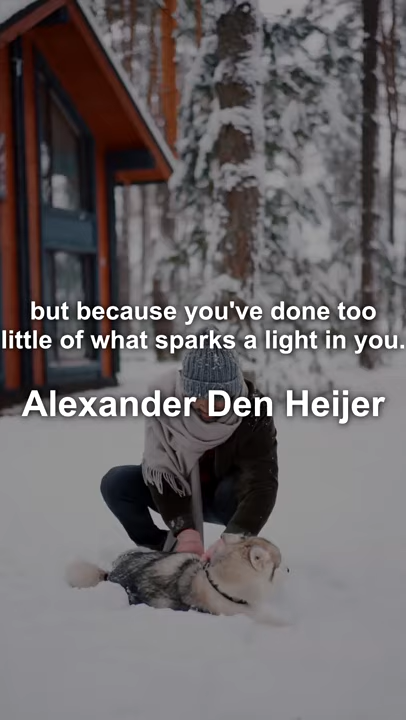 but because you've done too
little of what sparks a light in you.
Alexander Den Heijer